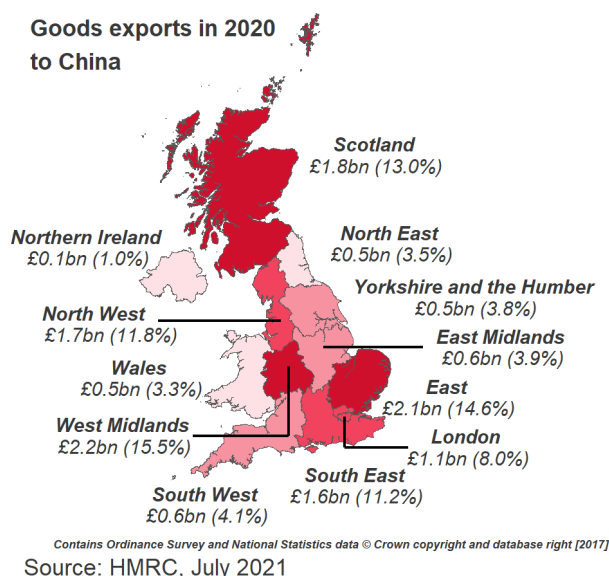 Goods exports in 2020
to China
Scotland
£1.8bn (13.0%)
Northern Ireland
£0.1bn (1.0%)
North East
£0.5bn (3.5%)
Yorkshire and the Humber
£0.5bn (3.8%)
North West
£1.7bn (11.8%)
East Midlands
£0.6bn (3.9%)
Wales
£0.5bn (3.3%)
East
£2.1bn (14.6%)
West Midlands
£2.2bn (15.5%)
London
£1.1bn (8.0%)
South East
£1.6bn (11.2%)
South West
£0.6bn (4.1%)
Contains Ordinance Survey and National Statistics data © Crown copyright and database right [2017]
Source: HMRC, July 2021